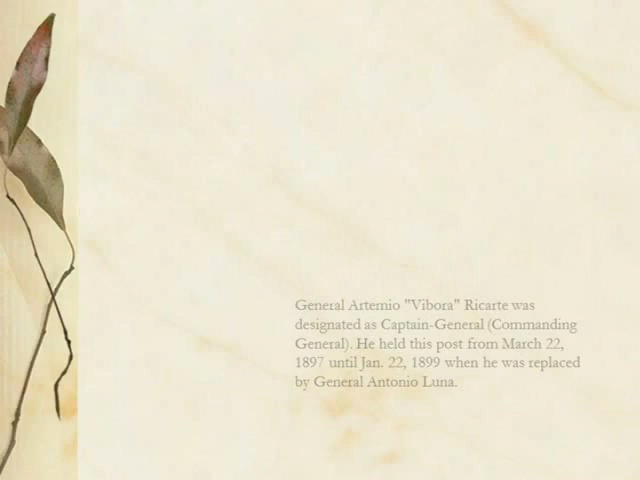 General Artemio "Vibora" Ricarte was
designated as Captain-General (Commanding
General). He held this post from March 22,
1897 until Jan. 22, 1899 when he was replaced
by General Antonio Luna.